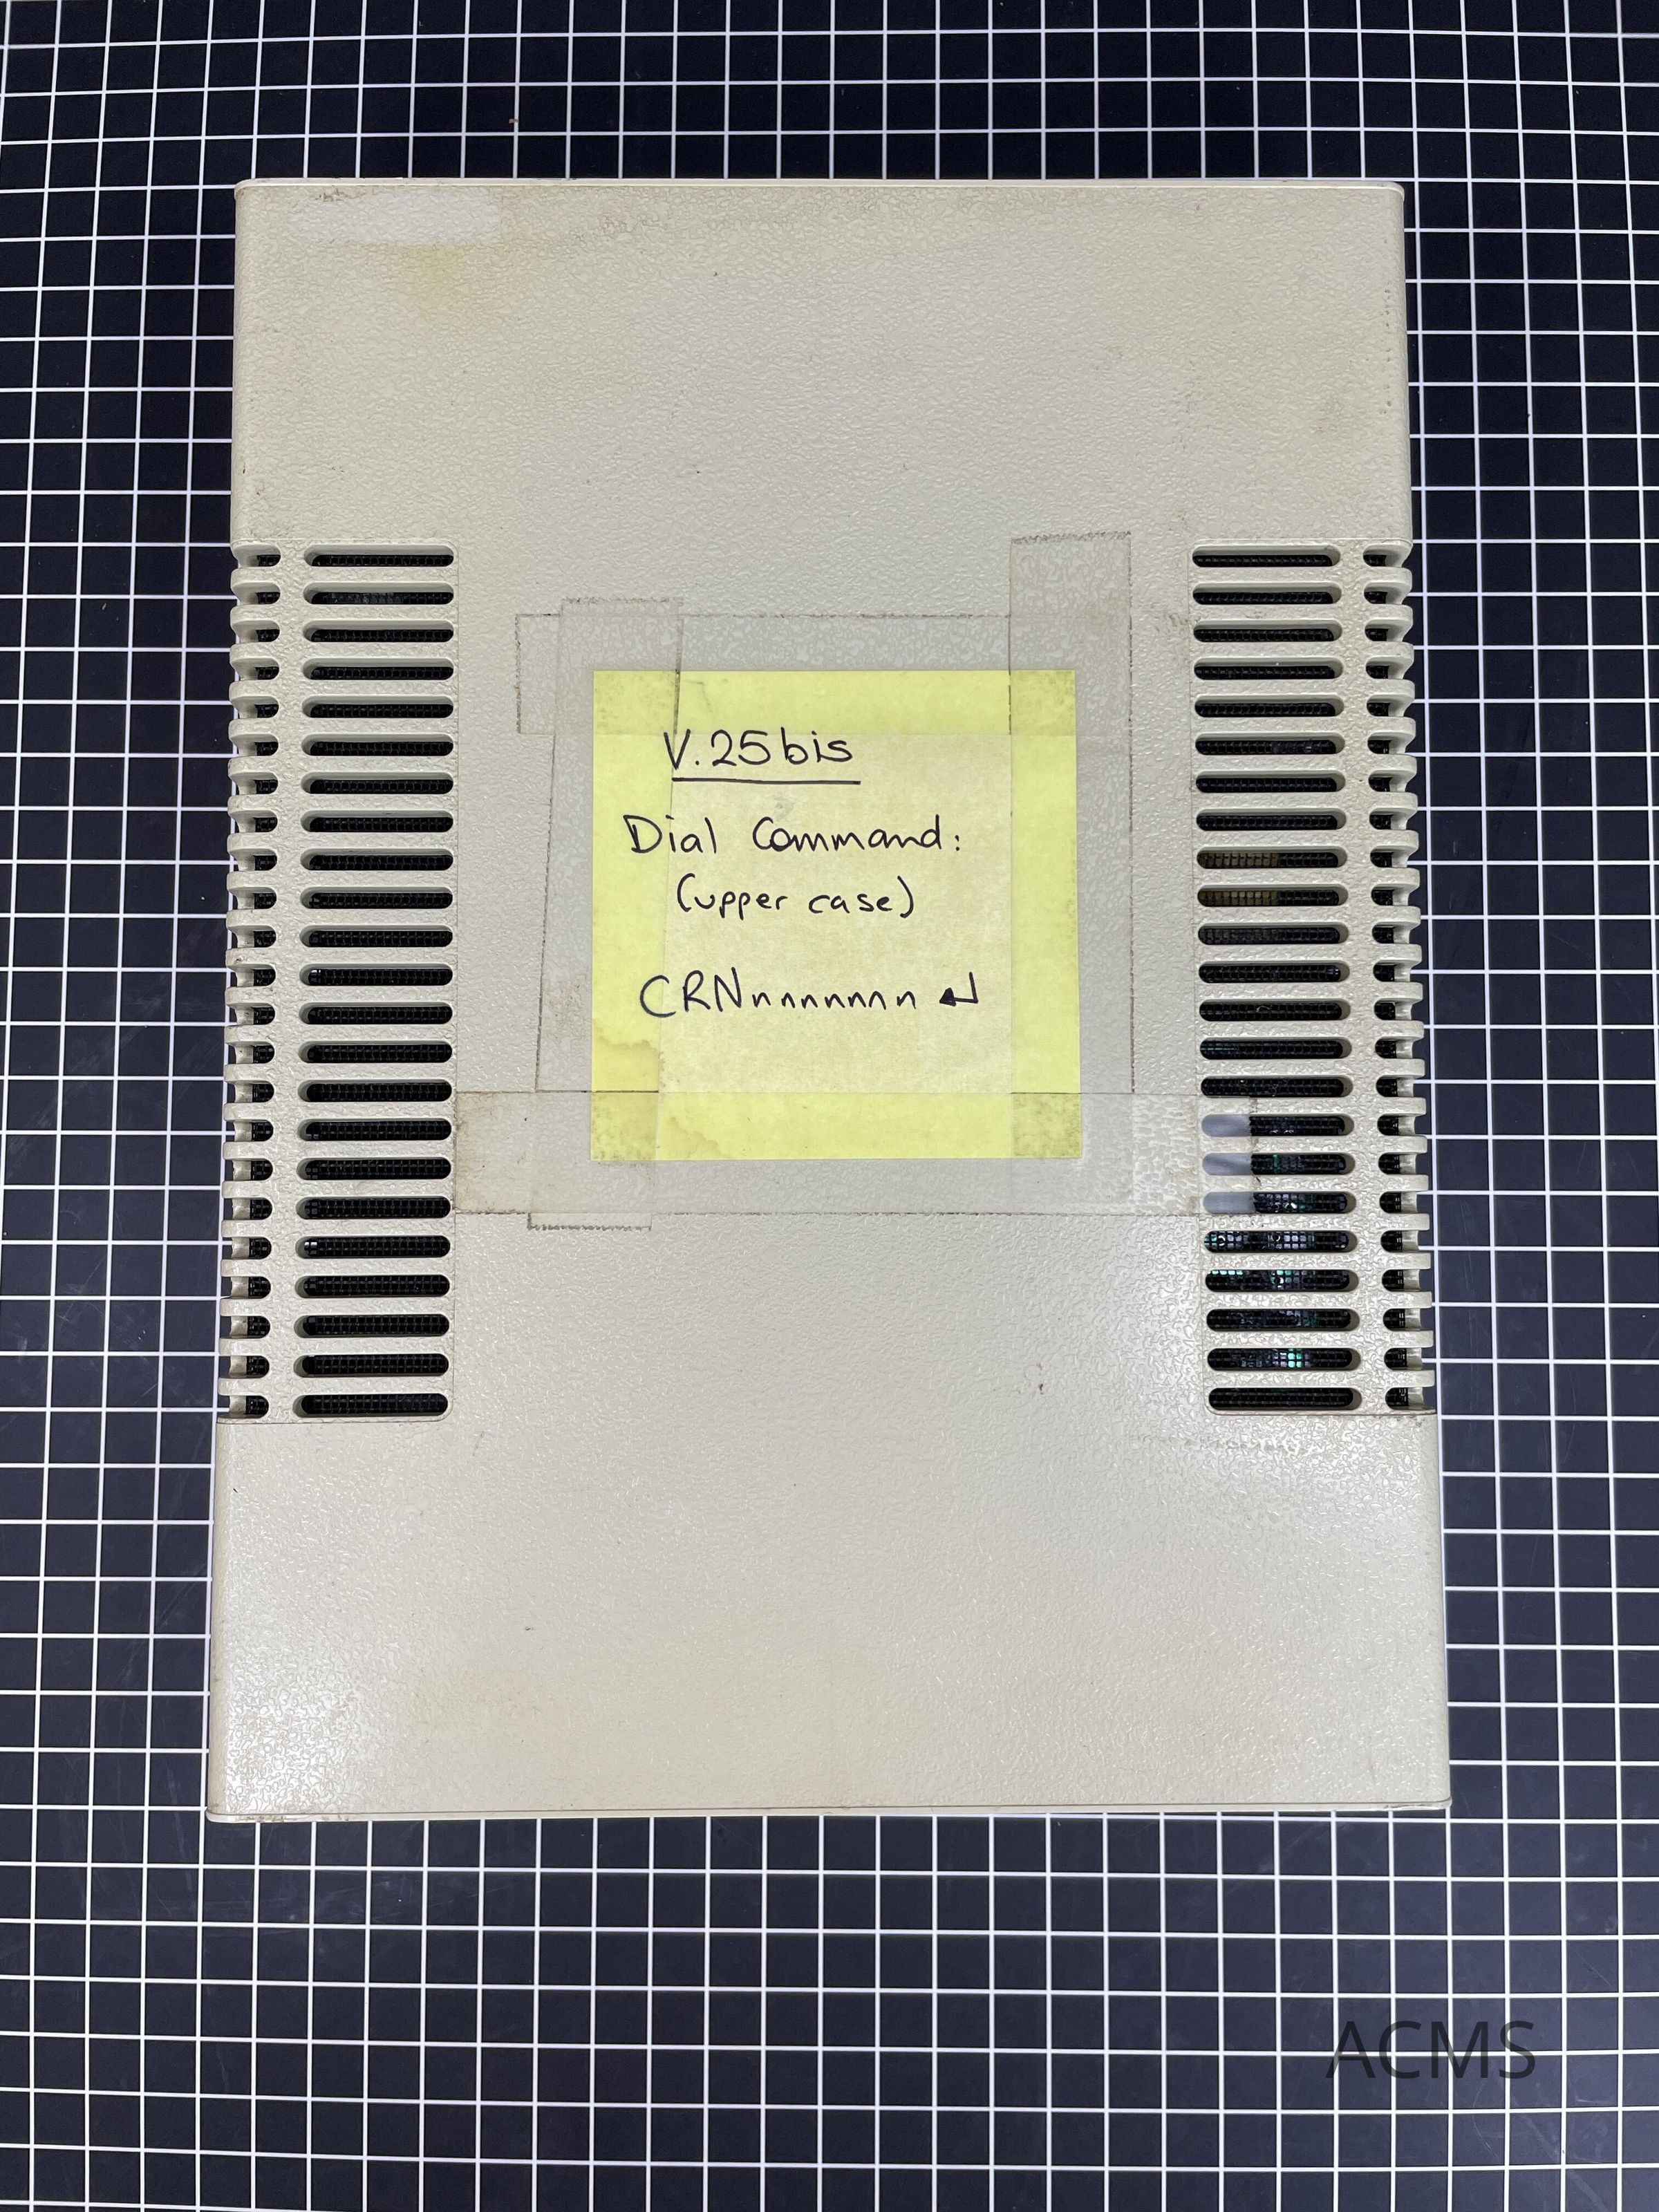 V.25bis
Dial Command:
(upper case)
CRNnnnnnnn ↵
ACMS